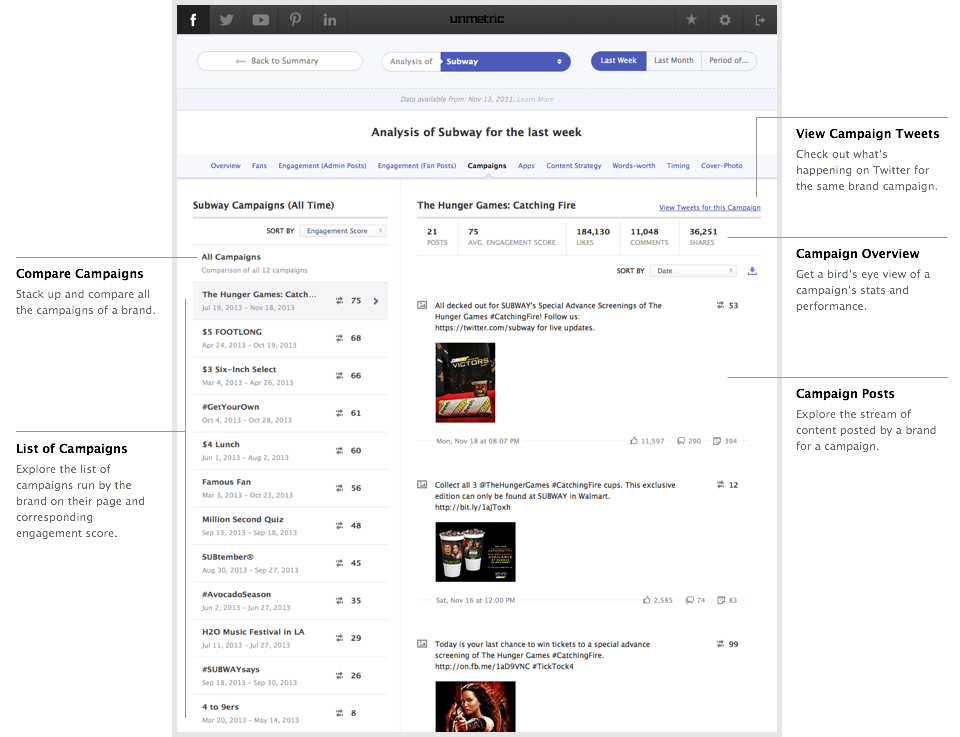 unmetric
Back to Summary
Analysis of Subway
Last Week Last Month Period of...
Data available from: Nov 13, 2011. Learn More
Analysis of Subway for the last week
Overview Fans Engagement (Admin Posts) Engagement (Fan Posts) Campaigns Apps Content Strategy Words-worth Timing Cover-Photo
Subway Campaigns (All Time)
SORT BY Engagement Score
All Campaigns
Comparison of all 12 campaigns
The Hunger Games: Catch... 75
Jul 19, 2013 - Nov 18, 2013
$5 FOOTLONG 68
Apr 24, 2013 - Oct 19, 2013
$3 Six-Inch Select 66
Mar 4, 2013 - Apr 26, 2013
#GetYourOwn 61
Oct 4, 2013 - Oct 28, 2013
$4 Lunch 60
Jun 1, 2013 - Aug 2, 2013
Famous Fan 56
Mar 3, 2013 - Oct 23, 2013
Million Second Quiz 48
Sep 13, 2013 - Sep 18, 2013
SUBtember® 45
Aug 30, 2013 - Sep 27, 2013
#AvocadoSeason 35
Jun 2, 2013 - Jun 27, 2013
H2O Music Festival in LA 29
Jul 11, 2013 - Jul 27, 2013
#SUBWAYsays 26
Sep 18, 2013 - Sep 30, 2013
4 to 9ers 8
Mar 20, 2013 - May 14, 2013
The Hunger Games: Catching Fire
View Tweets for this Campaign
21 75 184,130 11,048 36,251
POSTS AVG. ENGAGEMENT SCORE LIKES COMMENTS SHARES
SORT BY Date
All decked out for SUBWAY's Special Advance Screenings of The 53
Hunger Games #CatchingFire! Follow us:
https://twitter.com/subway for live updates.
VICTORS
Mon, Nov 18 at 08:07 PM 11,597 290 394
Collect all 3 @TheHungerGames #CatchingFire cups. This exclusive 12
edition can only be found at SUBWAY in Walmart.
http://bit.ly/1aJToxh
Sat, Nov 16 at 12:00 PM 2,585 74 83
Today is your last chance to win tickets to a special advance 99
screening of The Hunger Games #CatchingFire.
http://on.fb.me/1aD9VNC #TickTock4
Compare Campaigns
Stack up and compare all
the campaigns of a brand.
List of Campaigns
Explore the list of
campaigns run by the
brand on their page and
corresponding
engagement score.
View Campaign Tweets
Check out what's
happening on Twitter for
the same brand campaign.
Campaign Overview
Get a bird's eye view of a
campaign's stats and
performance.
Campaign Posts
Explore the stream of
content posted by a brand
for a campaign.